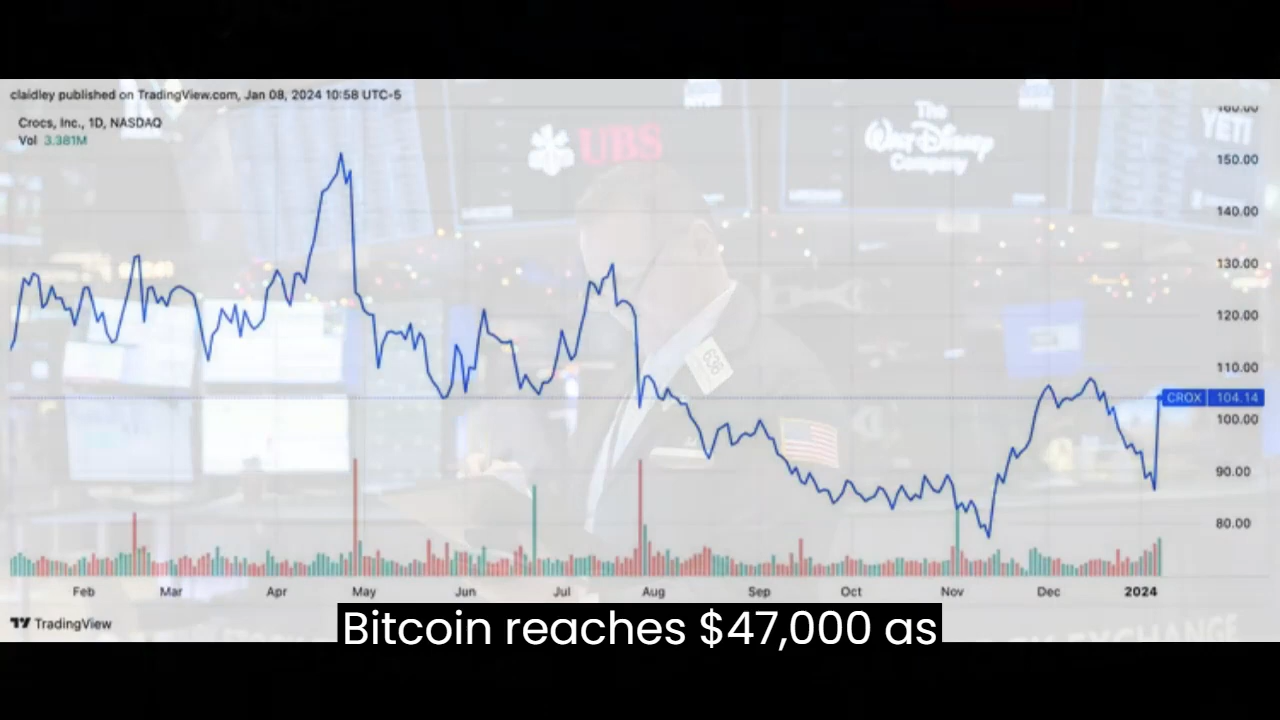 claidley published on TradingView.com, Jan 08, 2024 10:58 UTC-5
Crocs, Inc., 1D, NASDAQ
Vol 3.381M
UBS
The
Walt Disney
Company
YETI
636
160.00
150.00
140.00
130.00
120.00
110.00
CROX 104.14
100.00
90.00
80.00
Feb Mar Apr May Jun Jul Aug Sep Oct Nov Dec 2024
TradingView
EXCHANGE
Bitcoin reaches $47,000 as